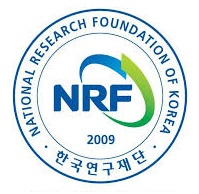 · NATIONAL RESEARCH FOUNDATION OF KOREA ·
NRF
2009
한국연구재단